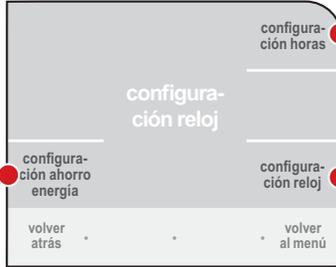 configura-
ción horas
configura-
ción reloj
configura-
ción ahorro
energía
configura-
ción reloj
volver
atrás
volver
al menú